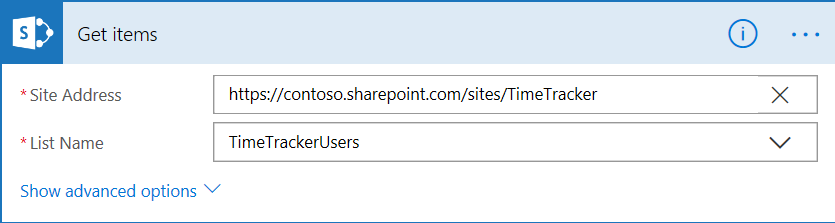 Get items
* Site Address
https://contoso.sharepoint.com/sites/TimeTracker
* List Name
TimeTrackerUsers
Show advanced options